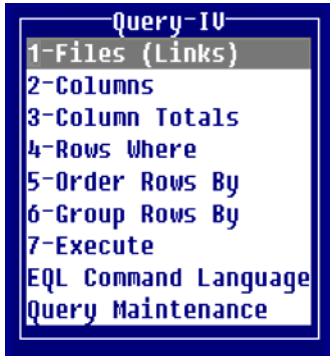 Query-IV
1-Files (Links)
2-Columns
3-Column Totals
4-Rows Where
5-Order Rows By
6-Group Rows By
7-Execute
EQL Command Language
Query Maintenance